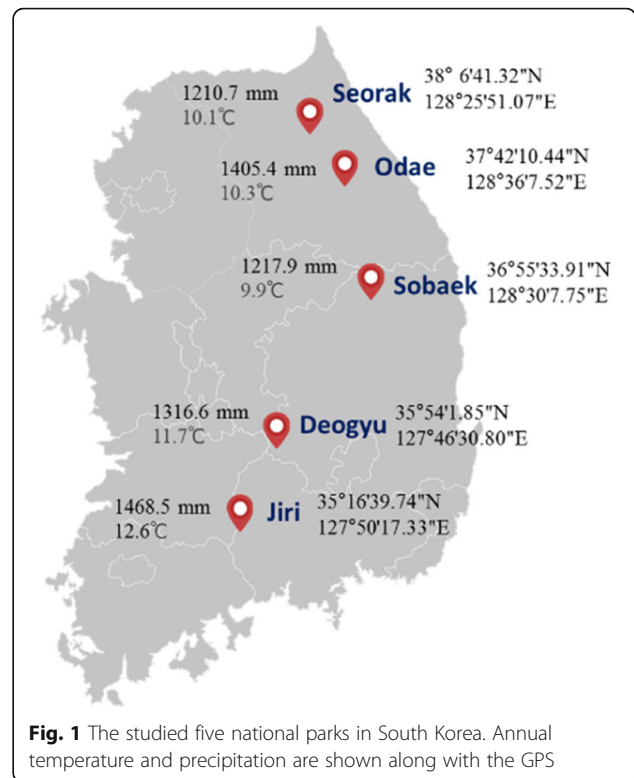 1210.7 mm
10.1℃
Seorak
38° 6'41.32"N
128°25'51.07"E
1405.4 mm
10.3℃
Odae
37°42'10.44"N
128°36'7.52"E
1217.9 mm
9.9℃
Sobaek
36°55'33.91"N
128°30'7.75"E
1316.6 mm
11.7℃
Deogyu
35°54'1.85"N
127°46'30.80"E
1468.5 mm
12.6℃
Jiri
35°16'39.74"N
127°50'17.33"E
Fig. 1 The studied five national parks in South Korea. Annual
temperature and precipitation are shown along with the GPS